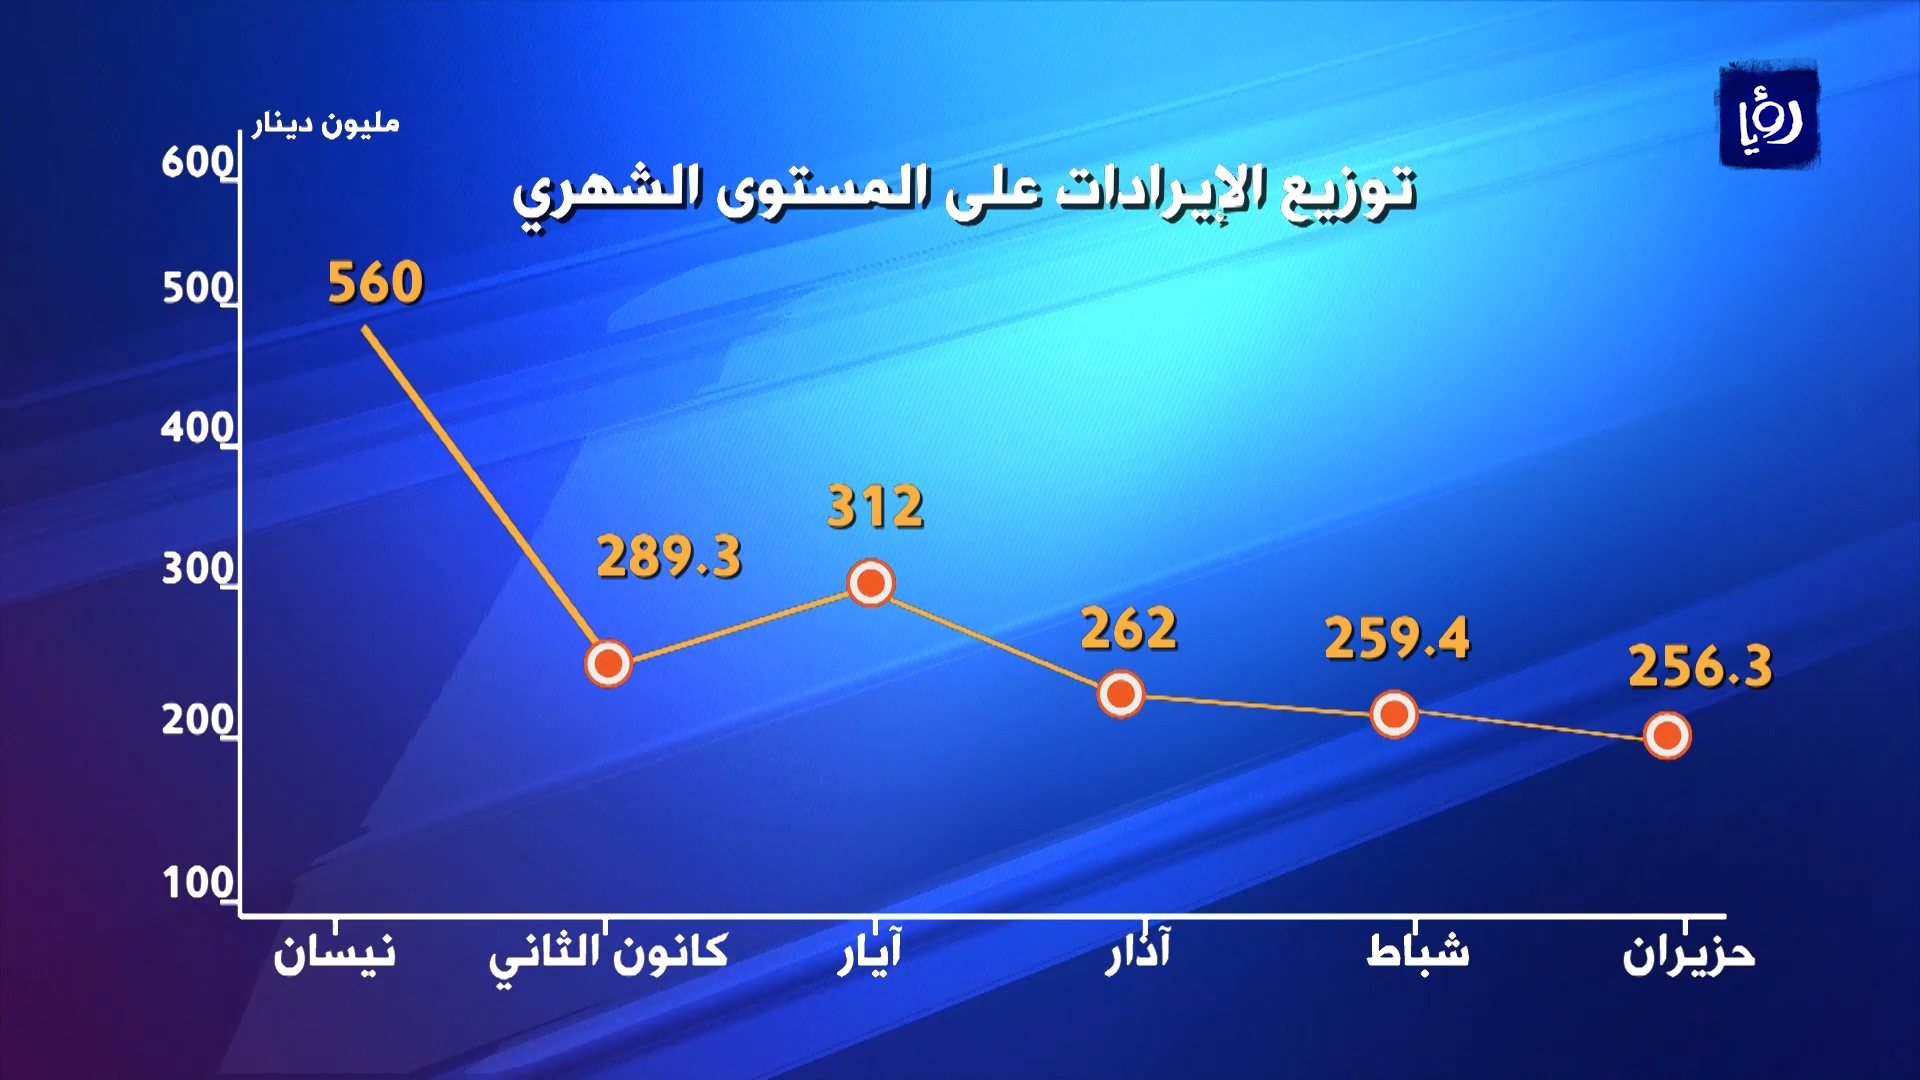 رؤيا
مليون دينار
توزيع الإيرادات على المستوى الشهري
600
500
400
300
200
100
560
289.3
312
262
259.4
256.3
نيسان
كانون الثاني
آيار
آذار
شباط
حزيران